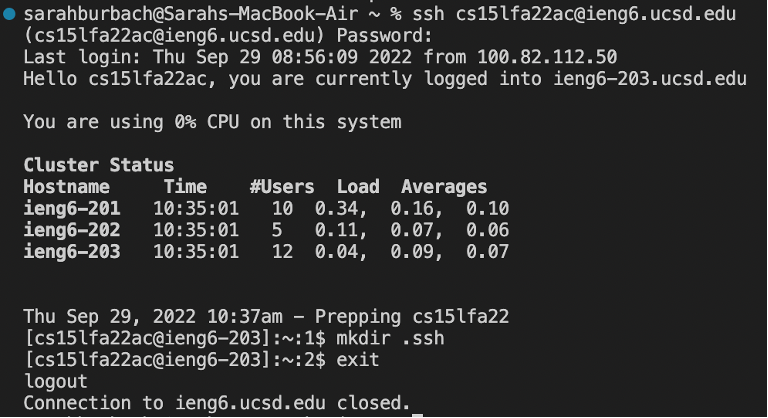 sarahburbach@Sarahs-MacBook-Air ~ % ssh cs15lfa22ac@ieng6.ucsd.edu
(cs15lfa22ac@ieng6.ucsd.edu) Password:
Last login: Thu Sep 29 08:56:09 2022 from 100.82.112.50
Hello cs15lfa22ac, you are currently logged into ieng6-203.ucsd.edu
You are using 0% CPU on this system
Cluster Status
Hostname     Time    #Users  Load  Averages
ieng6-201   10:35:01   10  0.34,  0.16,  0.10
ieng6-202   10:35:01   5   0.11,  0.07,  0.06
ieng6-203   10:35:01   12  0.04,  0.09,  0.07
Thu Sep 29, 2022 10:37am - Prepping cs15lfa22
[cs15lfa22ac@ieng6-203]:~:1$ mkdir .ssh
[cs15lfa22ac@ieng6-203]:~:2$ exit
logout
Connection to ieng6.ucsd.edu closed.